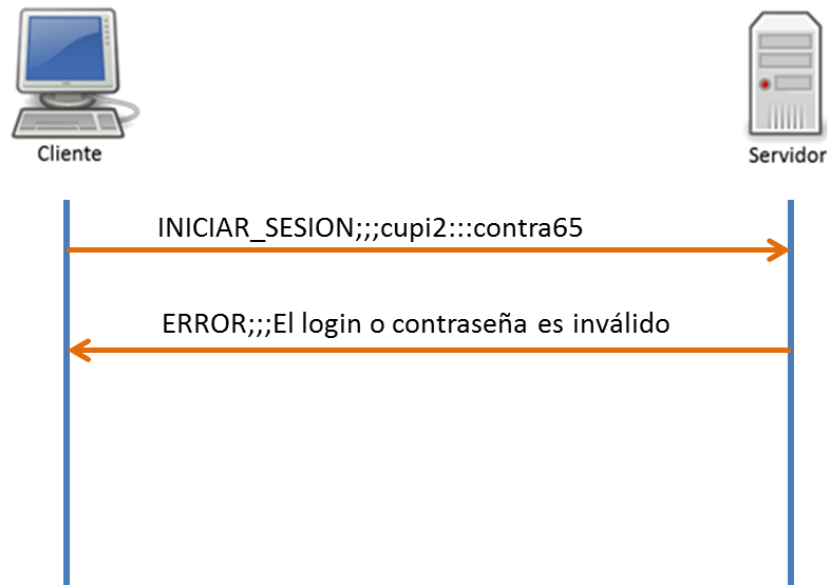 Cliente
Servidor
INICIAR_SESION;;;cupi2:::contra65
ERROR;;;El login o contraseña es inválido